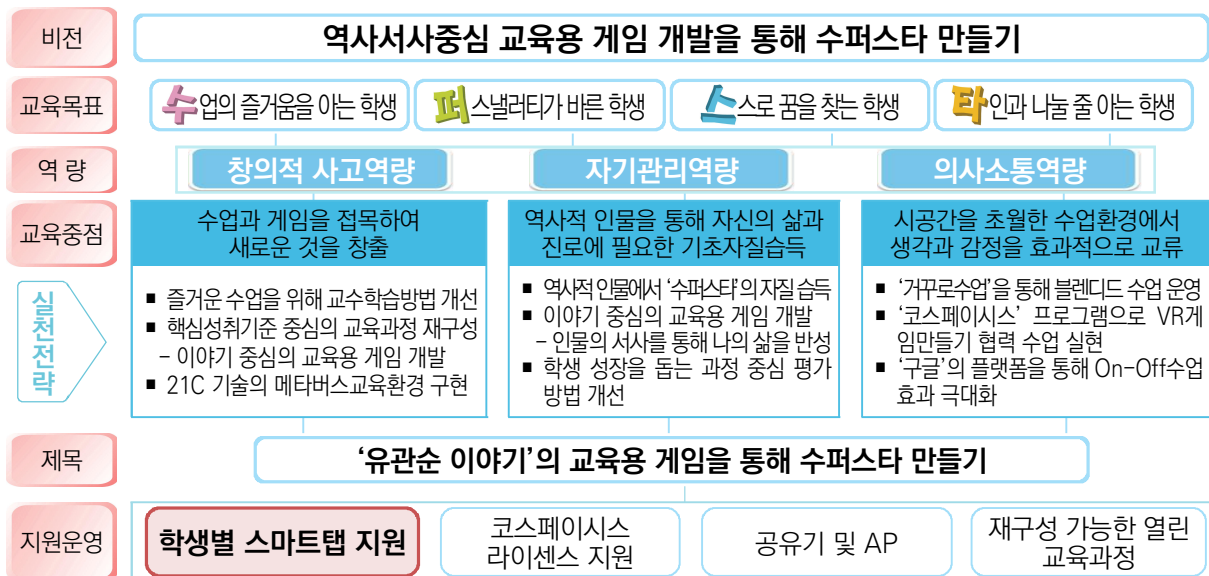 비전
역사서사중심 교육용 게임 개발을 통해 수퍼스타 만들기
교육목표
수업의 즐거움을 아는 학생
퍼스낼러티가 바른 학생
스스로 꿈을 찾는 학생
타인과 나눌 줄 아는 학생
역 량
창의적 사고역량
자기관리역량
의사소통역량
교육중점
수업과 게임을 접목하여
새로운 것을 창출
역사적 인물을 통해 자신의 삶과
진로에 필요한 기초자질습득
시공간을 초월한 수업환경에서
생각과 감정을 효과적으로 교류
실천전략
■ 즐거운 수업을 위해 교수학습방법 개선
■ 핵심성취기준 중심의 교육과정 재구성
– 이야기 중심의 교육용 게임 개발
■ 21C 기술의 메타버스교육환경 구현
■ 역사적 인물에서 ‘수퍼스타’의 자질 습득
■ 이야기 중심의 교육용 게임 개발
– 인물의 서사를 통해 나의 삶을 반성
■ 학생 성장을 돕는 과정 중심 평가
방법 개선
■ ‘거꾸로수업’을 통해 블렌디드 수업 운영
■ ‘코스페이시스’ 프로그램으로 VR게
임만들기 협력 수업 실현
■ ‘구글’의 플랫폼을 통해 On-Off수업
효과 극대화
제목
‘유관순 이야기’의 교육용 게임을 통해 수퍼스타 만들기
지원운영
학생별 스마트탭 지원
코스페이시스
라이센스 지원
공유기 및 AP
재구성 가능한 열린
교육과정